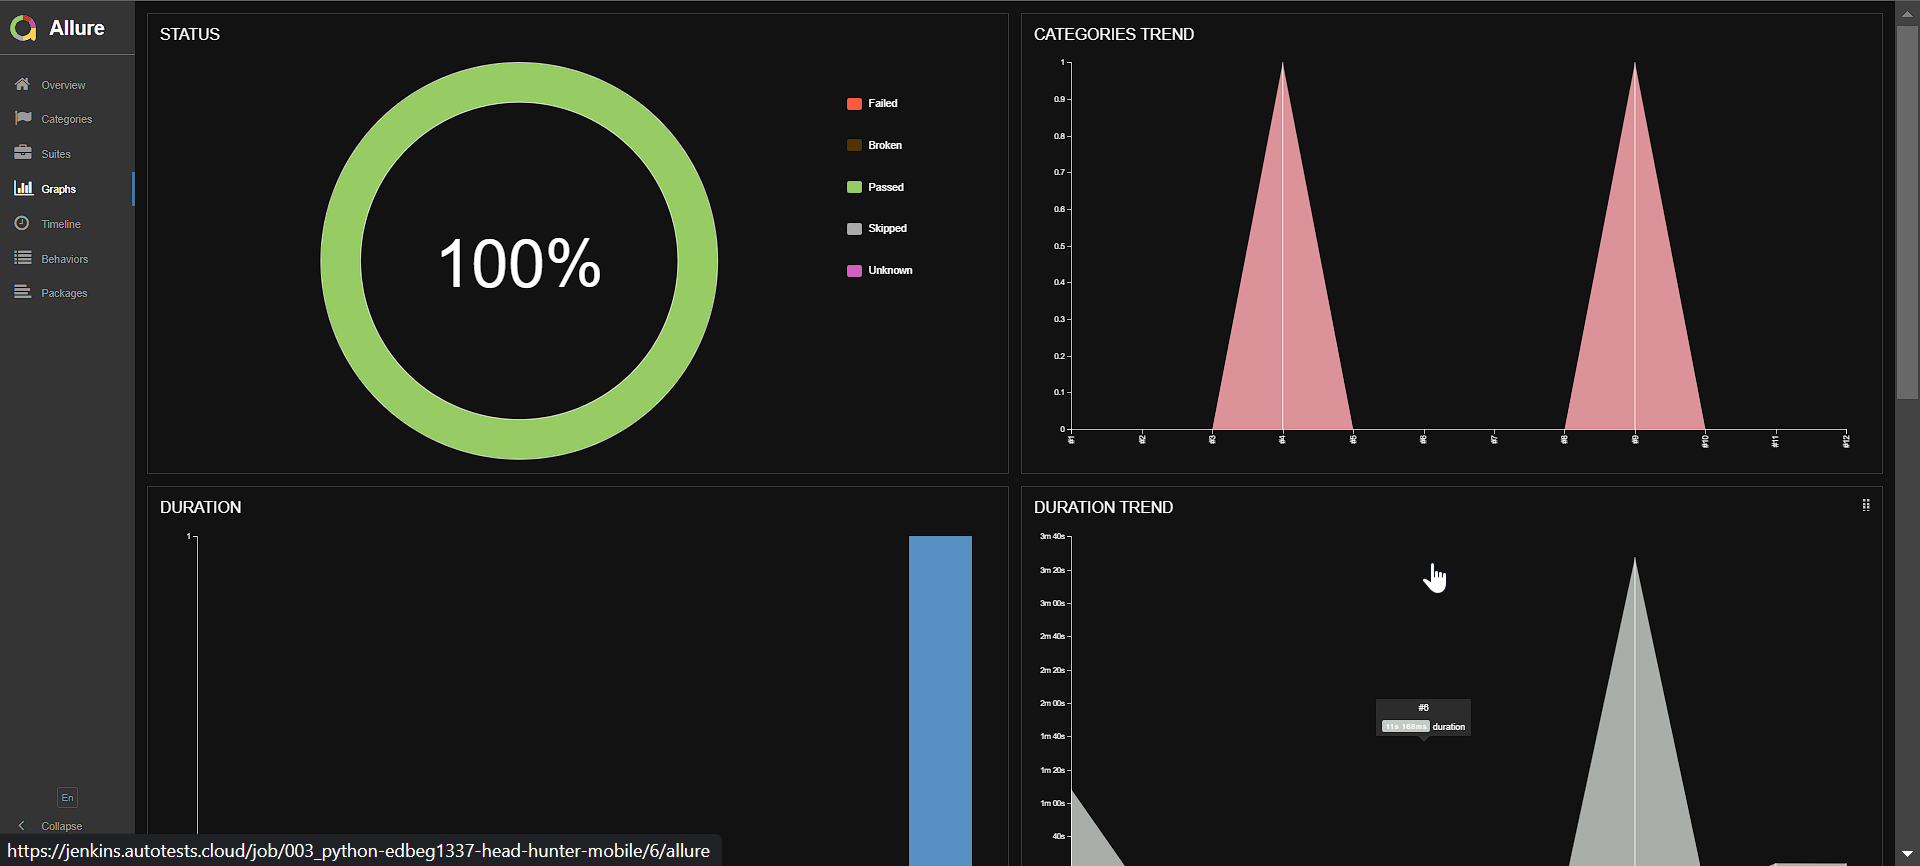 Allure
Overview
Categories
Suites
Graphs
Timeline
Behaviors
Packages
En
Collapse
STATUS
100%
Failed
Broken
Passed
Skipped
Unknown
CATEGORIES TREND
1
0.9
0.8
0.7
0.6
0.5
0.4
0.3
0.2
0.1
0
#1
#2
#3
#4
#5
#6
#7
#8
#9
#10
#11
#12
DURATION
1
DURATION TREND
3m 40s
3m 20s
3m 00s
2m 40s
2m 20s
2m 00s
1m 40s
1m 20s
1m 00s
40s
#6
11s 168ms duration
https://jenkins.autotests.cloud/job/003_python-edbeg1337-head-hunter-mobile/6/allure